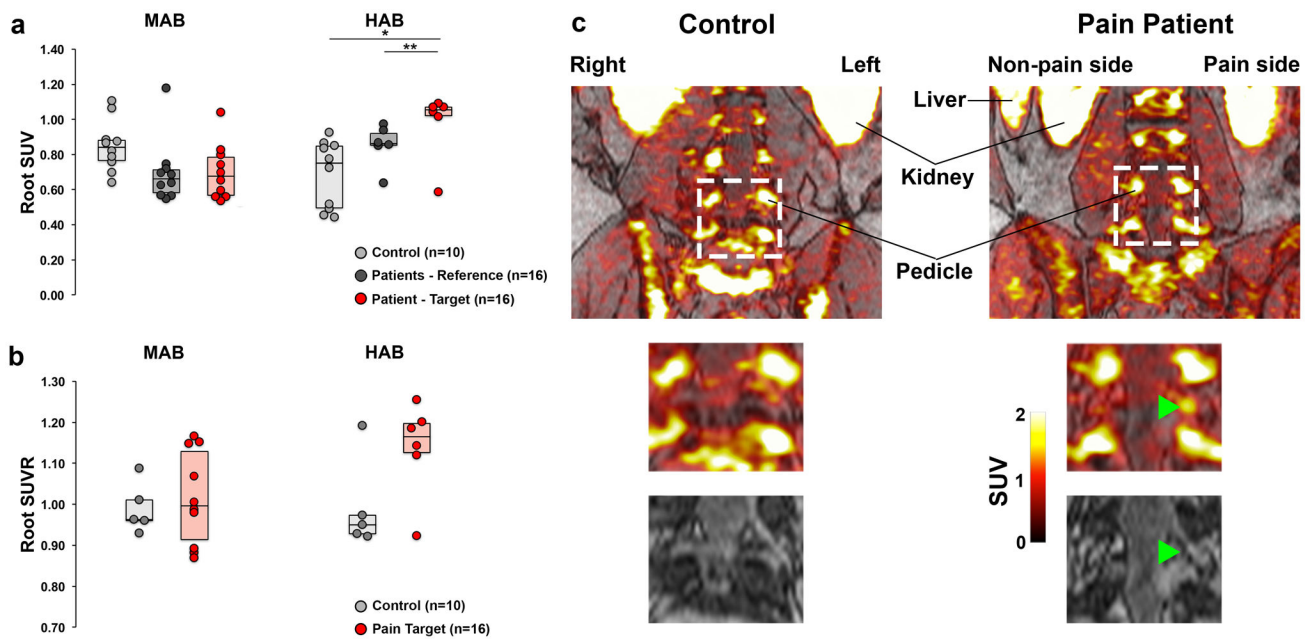 a
MAB
HAB
*
**
1.40
1.20
1.00
0.80
0.60
0.40
0.20
0.00
Root SUV
Control (n=10)
Patients - Reference (n=16)
Patient - Target (n=16)
b
MAB
HAB
1.30
1.20
1.10
1.00
0.90
0.80
0.70
Root SUVR
Control (n=10)
Pain Target (n=16)
c
Control
Pain Patient
Right
Left
Non-pain side
Pain side
Liver
Kidney
Pedicle
SUV
2
1
0